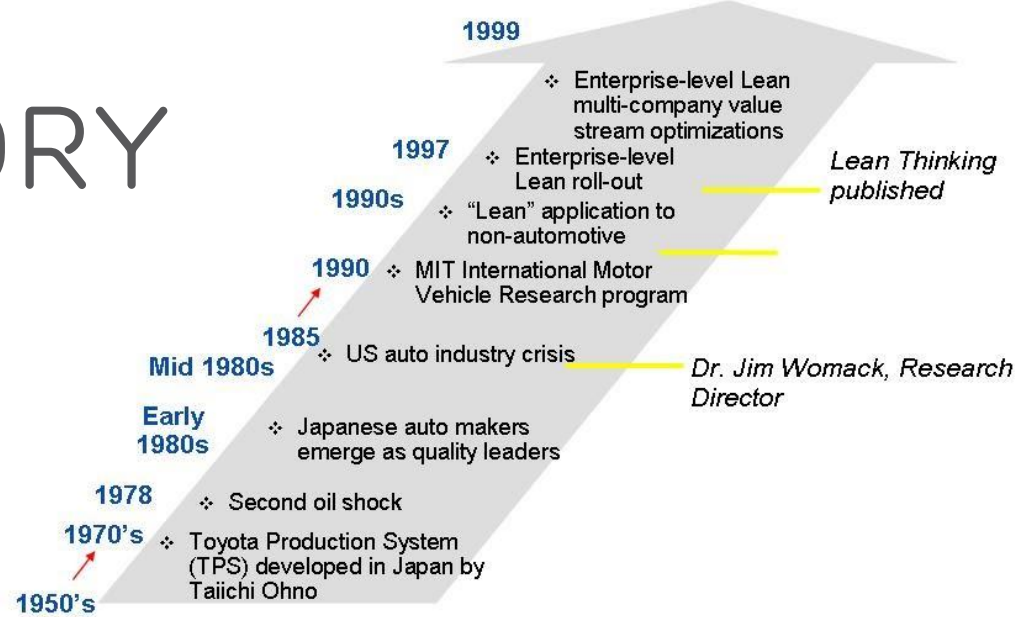 ORY
1999
❖ Enterprise-level Lean
multi-company value
stream optimizations
1997
❖ Enterprise-level
Lean roll-out
Lean Thinking
published
1990s
❖ “Lean” application to
non-automotive
1990
❖ MIT International Motor
Vehicle Research program
1985
Mid 1980s
❖ US auto industry crisis
Dr. Jim Womack, Research
Director
Early
1980s
❖ Japanese auto makers
emerge as quality leaders
1978
❖ Second oil shock
1970’s
❖ Toyota Production System
(TPS) developed in Japan by
Taiichi Ohno
1950’s